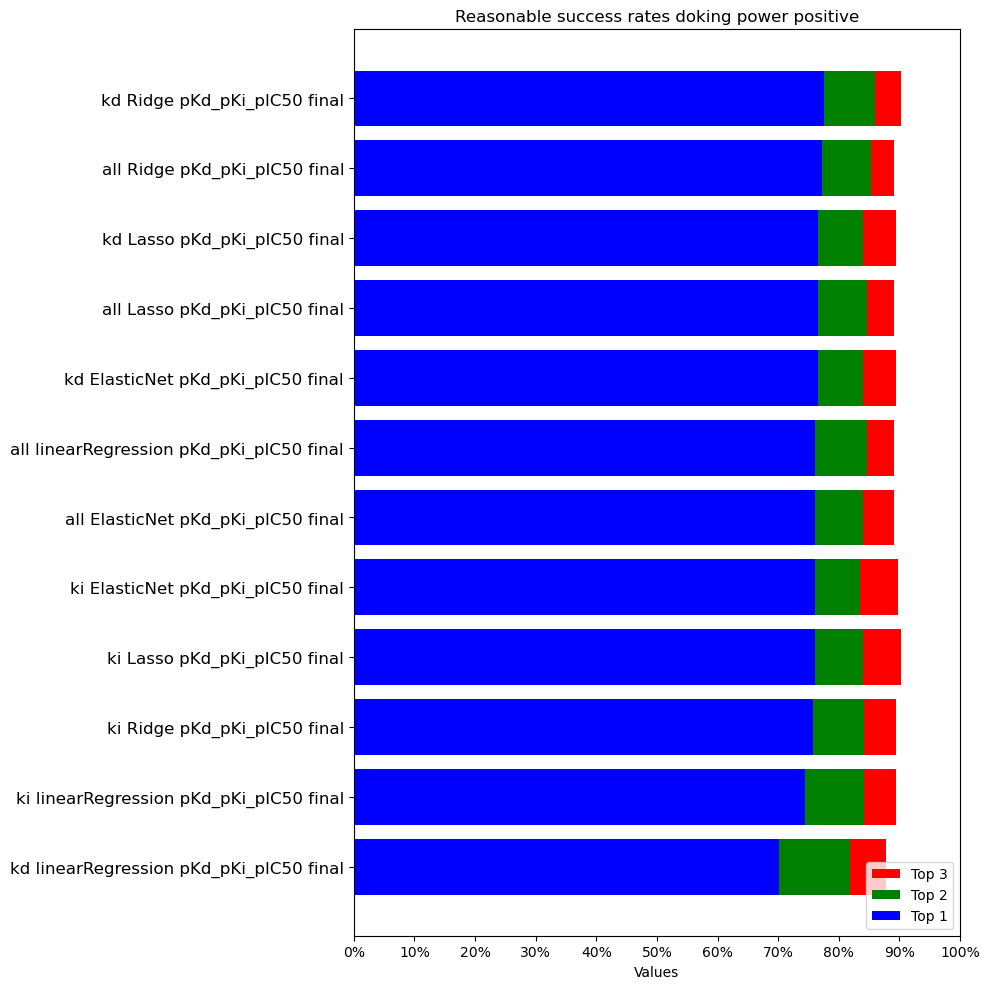 Reasonable success rates doking power positive
kd Ridge pKd_pKi_pIC50 final
all Ridge pKd_pKi_pIC50 final
kd Lasso pKd_pKi_pIC50 final
all Lasso pKd_pKi_pIC50 final
kd ElasticNet pKd_pKi_pIC50 final
all linearRegression pKd_pKi_pIC50 final
all ElasticNet pKd_pKi_pIC50 final
ki ElasticNet pKd_pKi_pIC50 final
ki Lasso pKd_pKi_pIC50 final
ki Ridge pKd_pKi_pIC50 final
ki linearRegression pKd_pKi_pIC50 final
kd linearRegression pKd_pKi_pIC50 final
Top 3
Top 2
Top 1
0% 10% 20% 30% 40% 50% 60% 70% 80% 90% 100%
Values